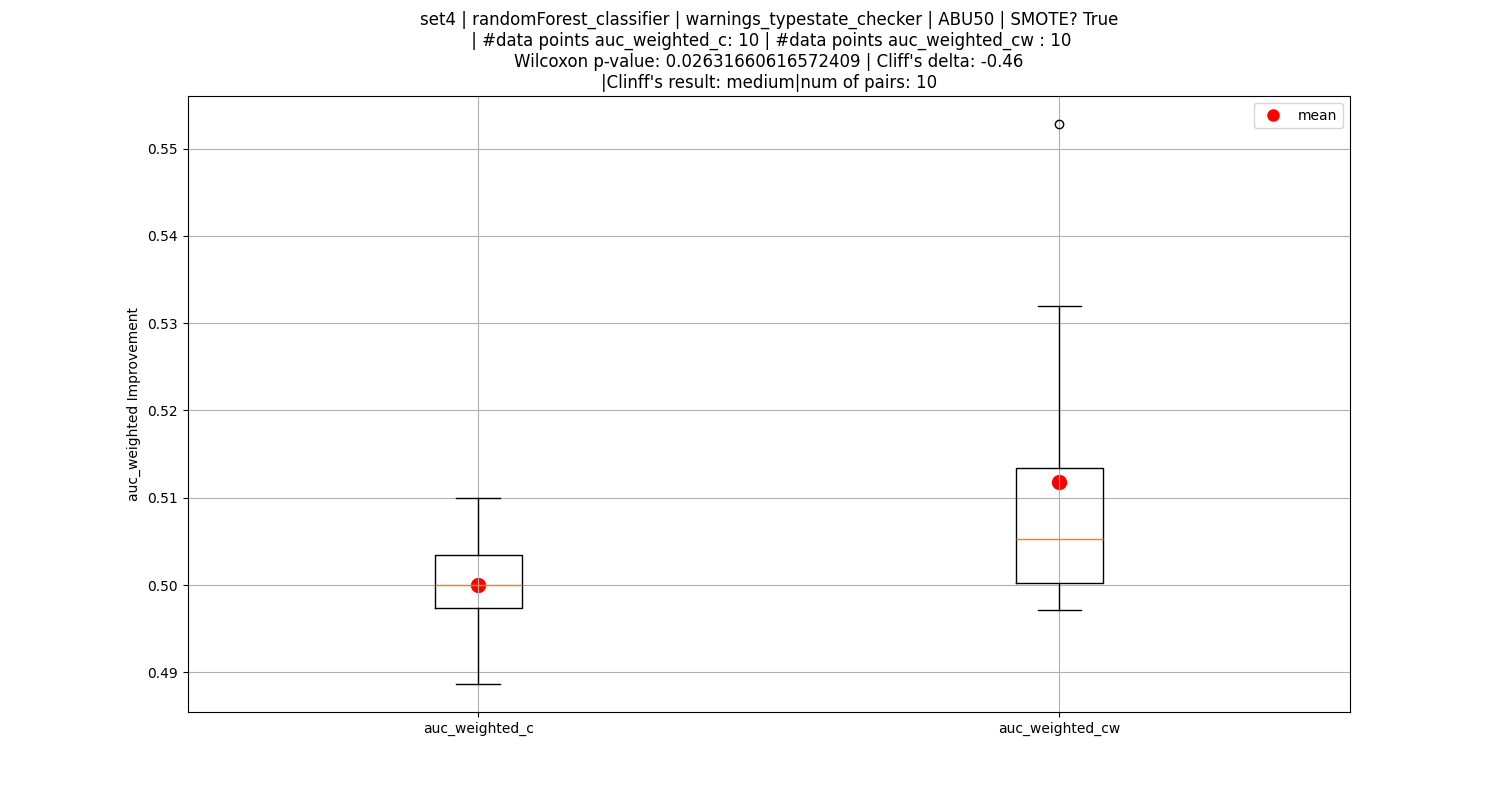 set4 | randomForest_classifier | warnings_typestate_checker | ABU50 | SMOTE? True
| #data points auc_weighted_c: 10 | #data points auc_weighted_cw : 10
Wilcoxon p-value: 0.02631660616572409 | Cliff's delta: -0.46
|Clinff's result: medium|num of pairs: 10
mean
auc_weighted Improvement
0.55
0.54
0.53
0.52
0.51
0.50
0.49
auc_weighted_c
auc_weighted_cw